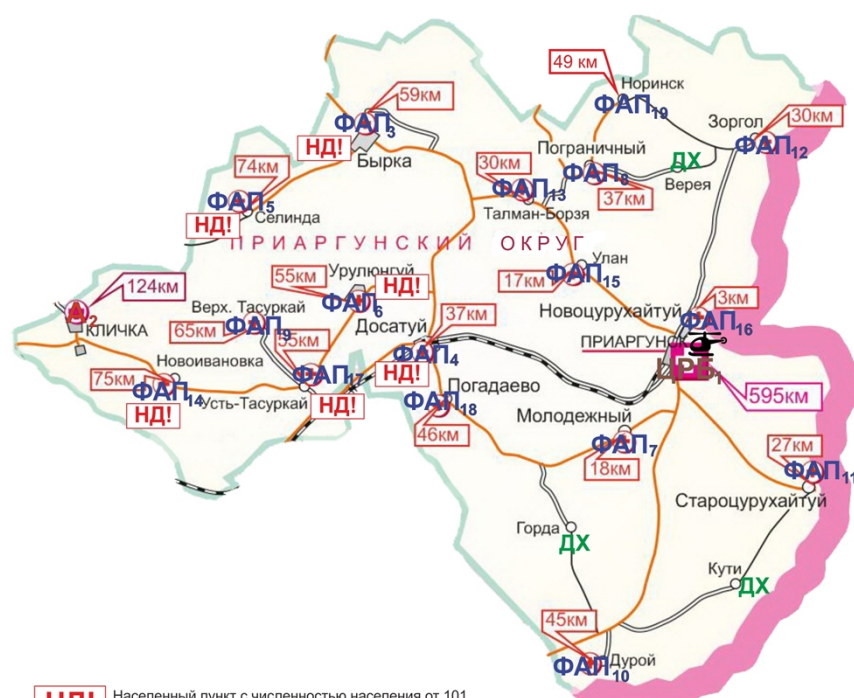 49 км
Норинск
ФАП19
59км
ФАП3
НД!
Бырка
Зоргол
30км
ФАП12
Пограничный
ФАП8
ДХ
Верея
37км
30км
ФАП13
Талман-Борзя
74км
ФАП5
НД!
Селинда
ПРИАРГУНСКИЙ ОКРУГ
Улан
17км
ФАП15
55км
Урулюнгуй
НД!
ФАП6
124км
2
КЛИЧКА
Верх. Тасуркай
65км
ФАП9
Досатуй
37км
ФАП4
НД!
Новоцурухайтуй
3км
ФАП16
ПРИАРГУНСК
ЦРБ1
595км
55км
ФАП17
НД!
Усть-Тасуркай
Новоивановка
75км
ФАП14
НД!
Погадаево
ФАП18
46км
Молодежный
ФАП7
18км
27км
ФАП11
Староцурухайтуй
Горда
ДХ
Кути
ДХ
45км
ФАП10
Дурой
НД! Населенный пункт с численностью населения от 101